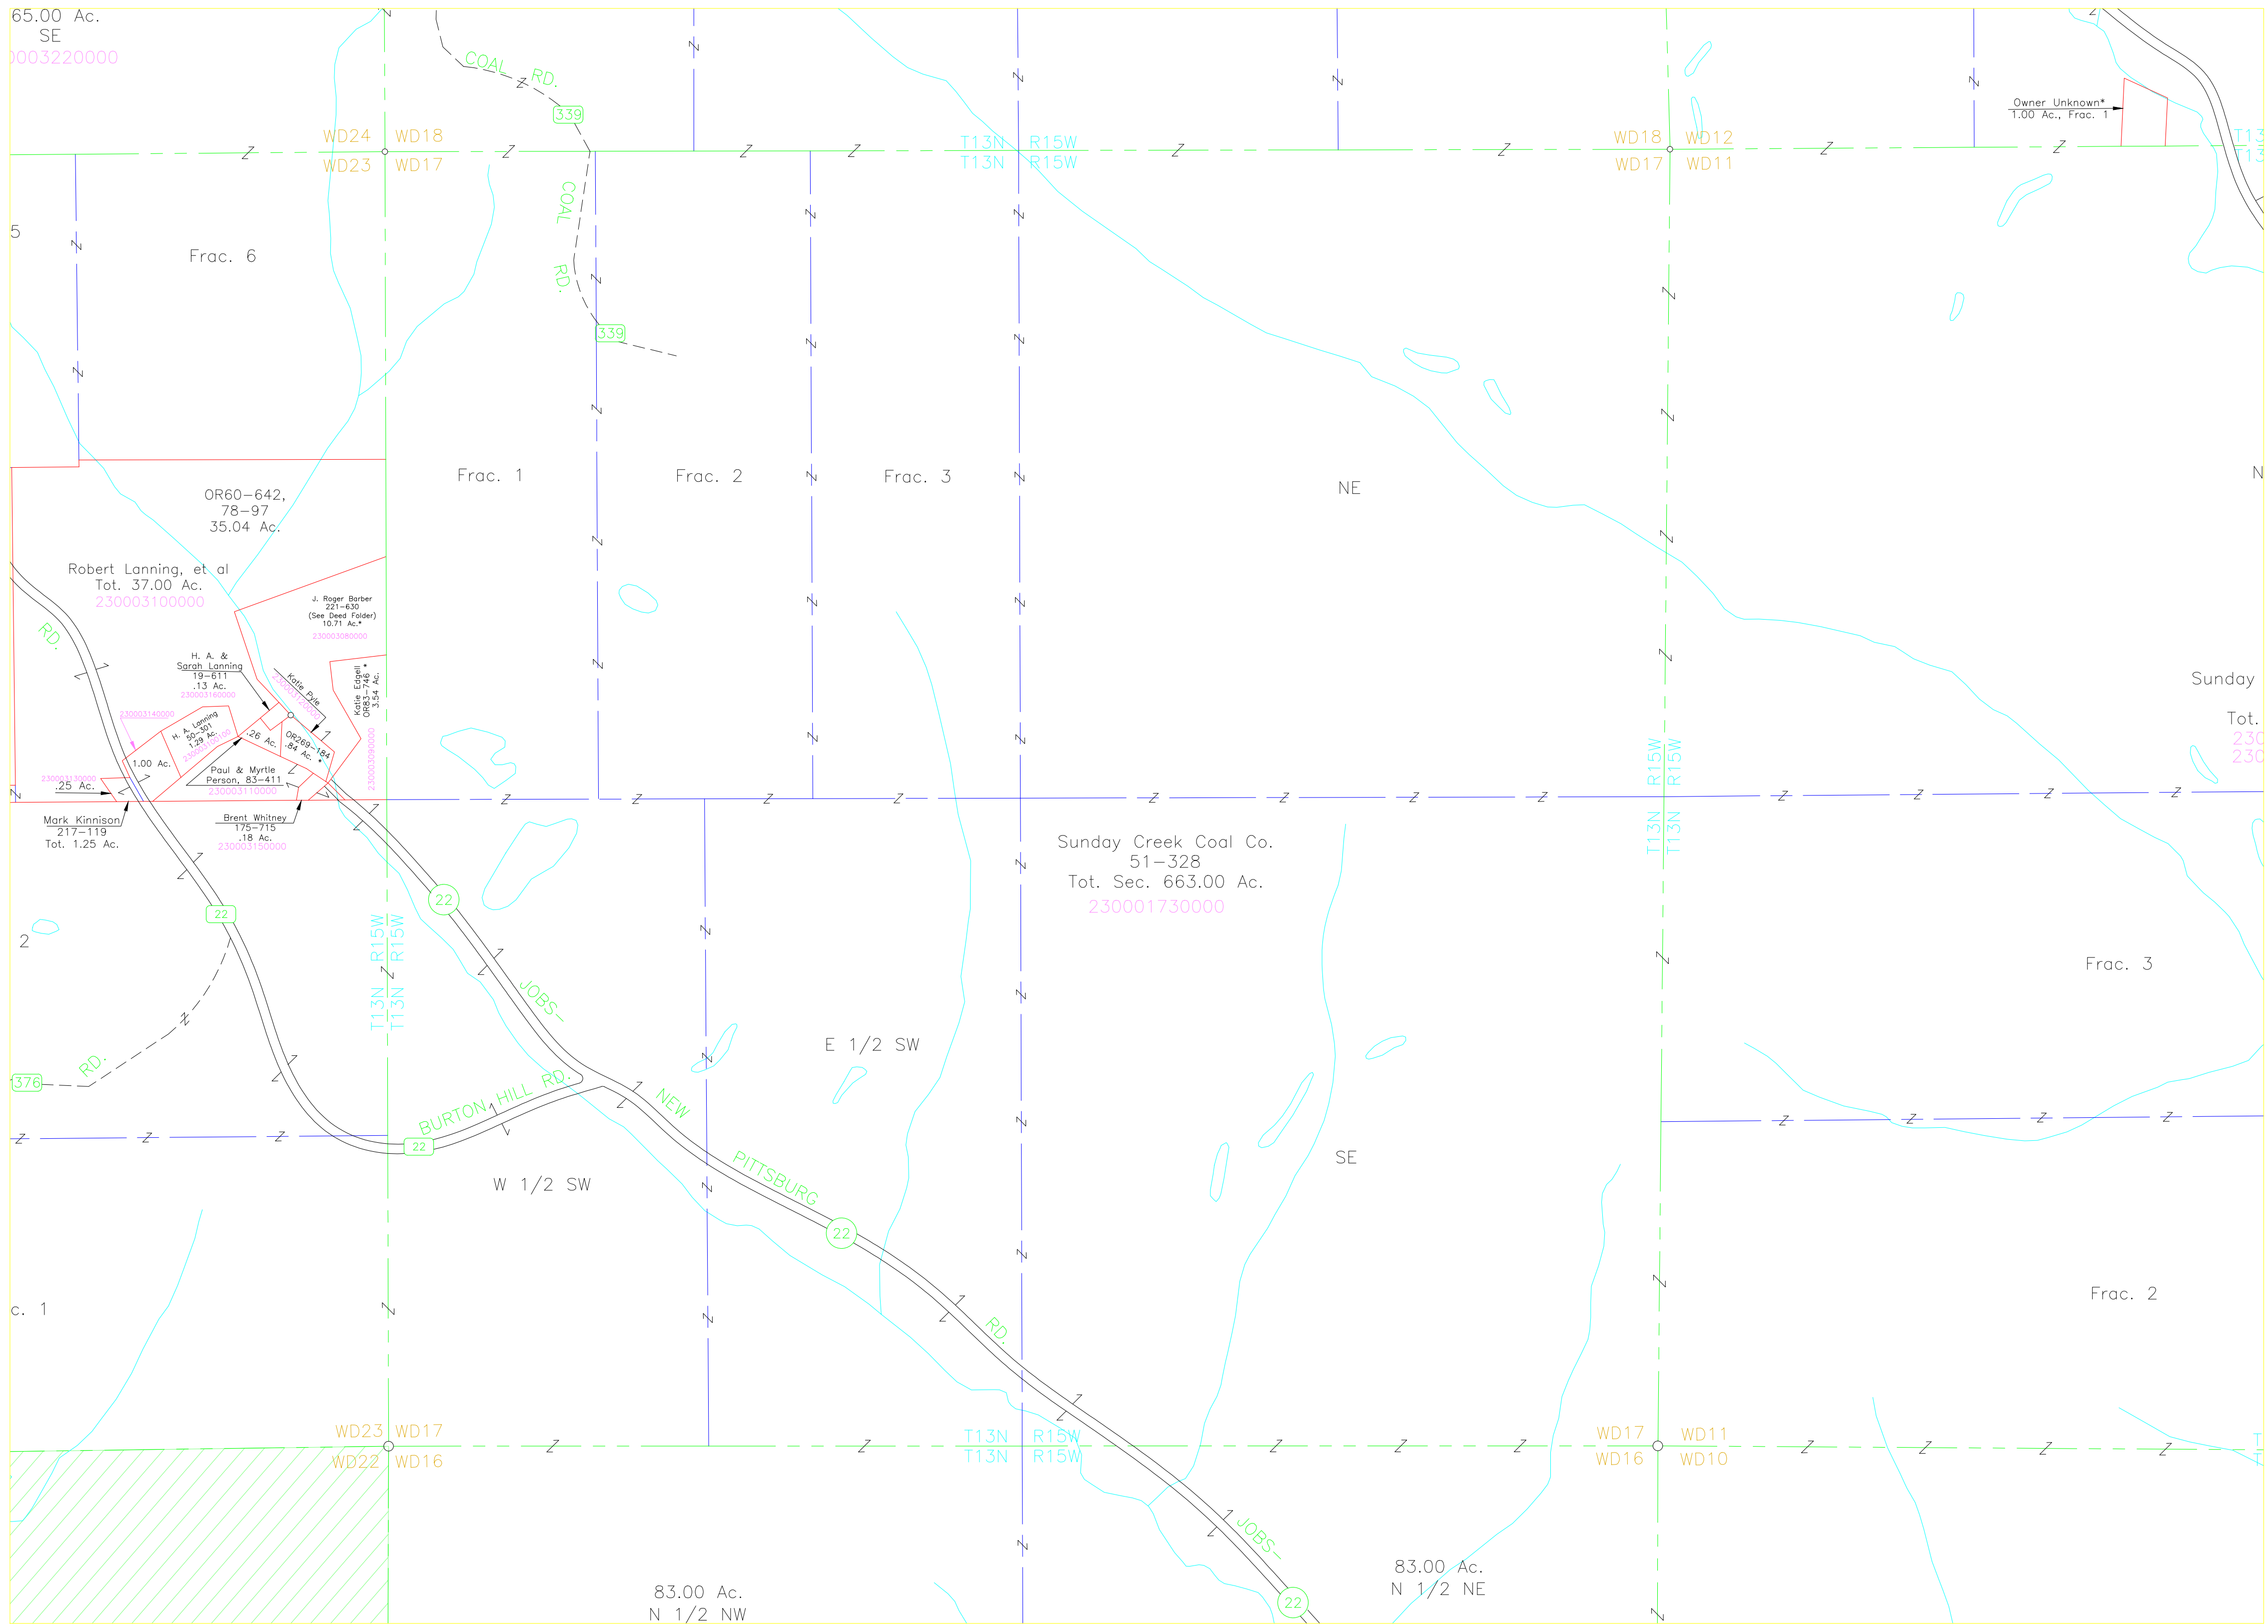 65.00 Ac.
SE
0003220000
COAL RD.
339
WD24 WD18
WD23 WD17
T13N R15W
T13N R15W
WD18 WD12
WD17 WD11
Owner Unknown*
1.00 Ac., Frac. 1
T13
T13
5
Frac. 6
COAL RD.
339
Frac. 1
Frac. 2
Frac. 3
NE
N
OR60-642,
78-97
35.04 Ac.
Robert Lanning, et al
Tot. 37.00 Ac.
230003100000
RD.
J. Roger Barber
221-630
(See Deed Folder)
10.71 Ac.*
230003080000
H. A. &
Sarah Lanning
19-611
.13 Ac.
230003160000
Katie Pyle
230003120000
Katie Edgell
OR83-746 *
3.54 Ac.
230003090000
230003140000
H. A. Lanning
50-301
1.29 Ac.
230003100100
1.00 Ac.
.26 Ac.
OR269-184
.84 Ac. *
230003130000
.25 Ac.
Paul & Myrtle
Person, 83-411
230003110000
Mark Kinnison
217-119
Tot. 1.25 Ac.
Brent Whitney
175-715
.18 Ac.
230003150000
Sunday
Tot.
230
230
T13N R15W
T13N R15W
Sunday Creek Coal Co.
51-328
Tot. Sec. 663.00 Ac.
230001730000
22
22
2
T13N R15W
T13N R15W
JOBS-
Frac. 3
376
RD.
E 1/2 SW
BURTON HILL RD.
22
NEW
PITTSBURG
SE
W 1/2 SW
22
c. 1
RD.
Frac. 2
WD23 WD17
WD22 WD16
T13N R15W
T13N R15W
WD17 WD11
WD16 WD10
T
T
JOBS-
22
83.00 Ac.
N 1/2 NW
83.00 Ac.
N 1/2 NE